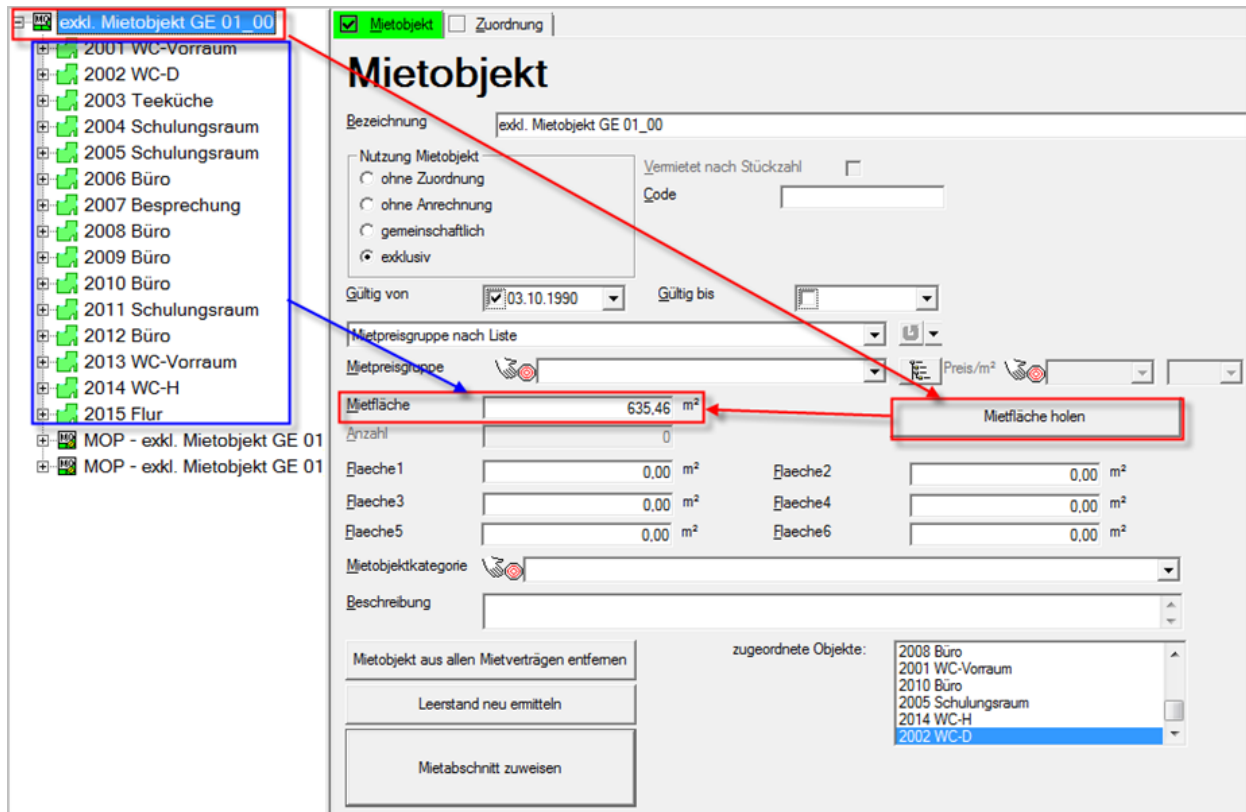 exkl. Mietobjekt GE 01_00
2001 WC-Vorraum
2002 WC-D
2003 Teeküche
2004 Schulungsraum
2005 Schulungsraum
2006 Büro
2007 Besprechung
2008 Büro
2009 Büro
2010 Büro
2011 Schulungsraum
2012 Büro
2013 WC-Vorraum
2014 WC-H
2015 Flur
MOP - exkl. Mietobjekt GE 01
MOP - exkl. Mietobjekt GE 01
Mietobjekt Zuordnung
Mietobjekt
Bezeichnung exkl. Mietobjekt GE 01_00
Nutzung Mietobjekt
ohne Zuordnung
ohne Anrechnung
gemeinschaftlich
exklusiv
Vermietet nach Stückzahl
Code
Gültig von 03.10.1990 Gültig bis
Mietpreisgruppe nach Liste
Mietpreisgruppe Preis/m²
Mietfläche 635,46 m² Mietfläche holen
Anzahl 0
Flaeche1 0,00 m² Flaeche2 0,00 m²
Flaeche3 0,00 m² Flaeche4 0,00 m²
Flaeche5 0,00 m² Flaeche6 0,00 m²
Mietobjektkategorie
Beschreibung
Mietobjekt aus allen Mietverträgen entfernen
Leerstand neu ermitteln
Mietabschnitt zuweisen
zugeordnete Objekte:
2008 Büro
2001 WC-Vorraum
2010 Büro
2005 Schulungsraum
2014 WC-H
2002 WC-D